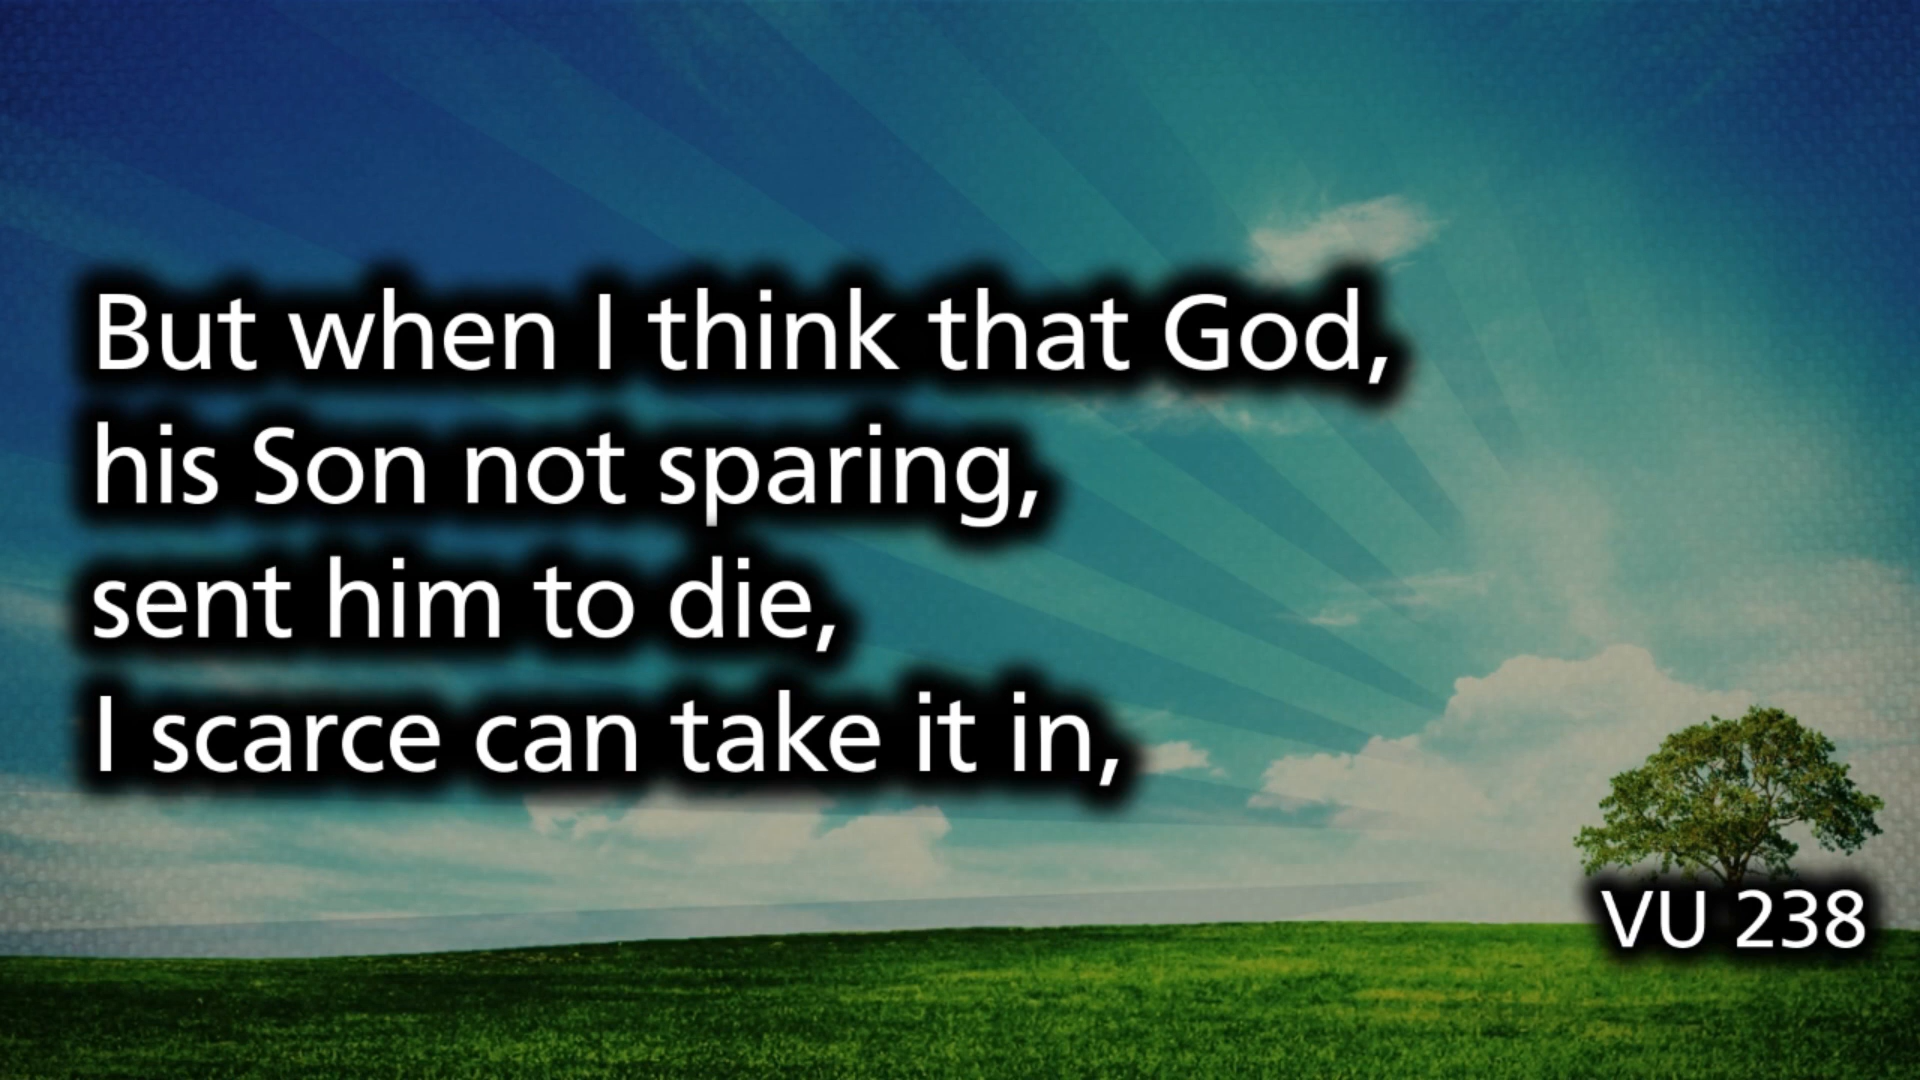 But when I think that God,
his Son not sparing,
sent him to die,
I scarce can take it in,
VU 238